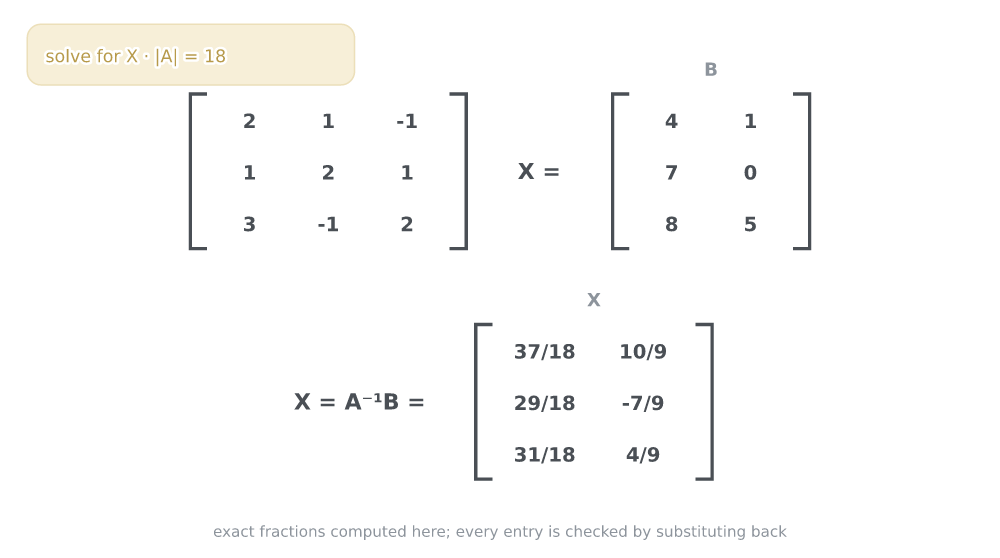 solve for X · |A| = 18
B
2 1 -1
4 1
1 2 1
X =
7 0
3 -1 2
8 5
X
37/18 10/9
X = A⁻¹B =
29/18 -7/9
31/18 4/9
exact fractions computed here; every entry is checked by substituting back